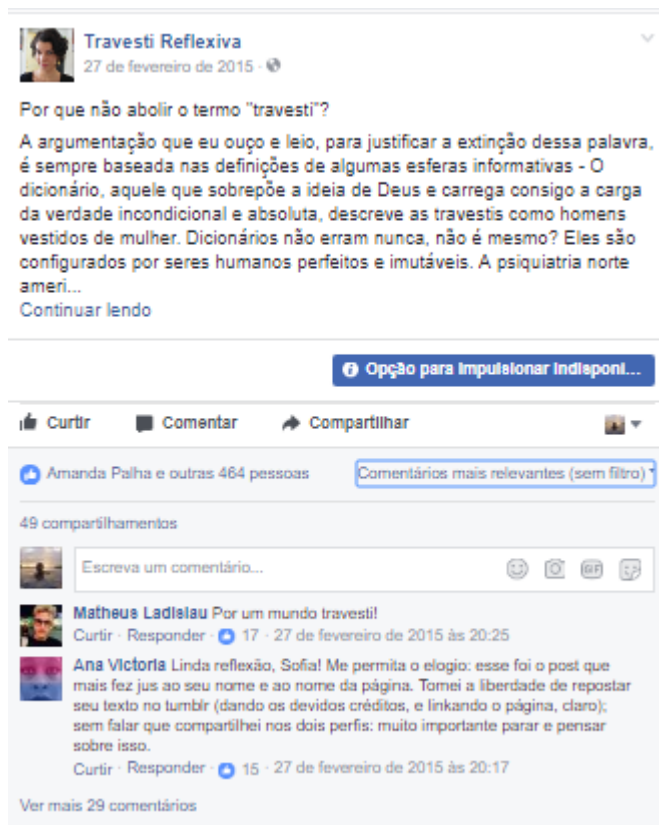 Travesti Reflexiva
27 de fevereiro de 2015 ·
Por que não abolir o termo "travesti"?
A argumentação que eu ouço e leio, para justificar a extinção dessa palavra,
é sempre baseada nas definições de algumas esferas informativas - O
dicionário, aquele que sobrepõe a ideia de Deus e carrega consigo a carga
da verdade incondicional e absoluta, descreve as travestis como homens
vestidos de mulher. Dicionários não erram nunca, não é mesmo? Eles são
configurados por seres humanos perfeitos e imutáveis. A psiquiatria norte
ameri...
Continuar lendo
Opção para impulsionar indisponí...
Curtir Comentar Compartilhar
Amanda Palha e outras 464 pessoas Comentários mais relevantes (sem filtro)
49 compartilhamentos
Escreva um comentário... GIF
Matheus Ladislau Por um mundo travesti!
Curtir · Responder · 17 · 27 de fevereiro de 2015 às 20:25
Ana Victoria Linda reflexão, Sofia! Me permita o elogio: esse foi o post que
mais fez jus ao seu nome e ao nome da página. Tomei a liberdade de repostar
seu texto no tumblr (dando os devidos créditos, e linkando o página, claro);
sem falar que compartilhei nos dois perfis: muito importante parar e pensar
sobre isso.
Curtir · Responder · 15 · 27 de fevereiro de 2015 às 20:17
Ver mais 29 comentários